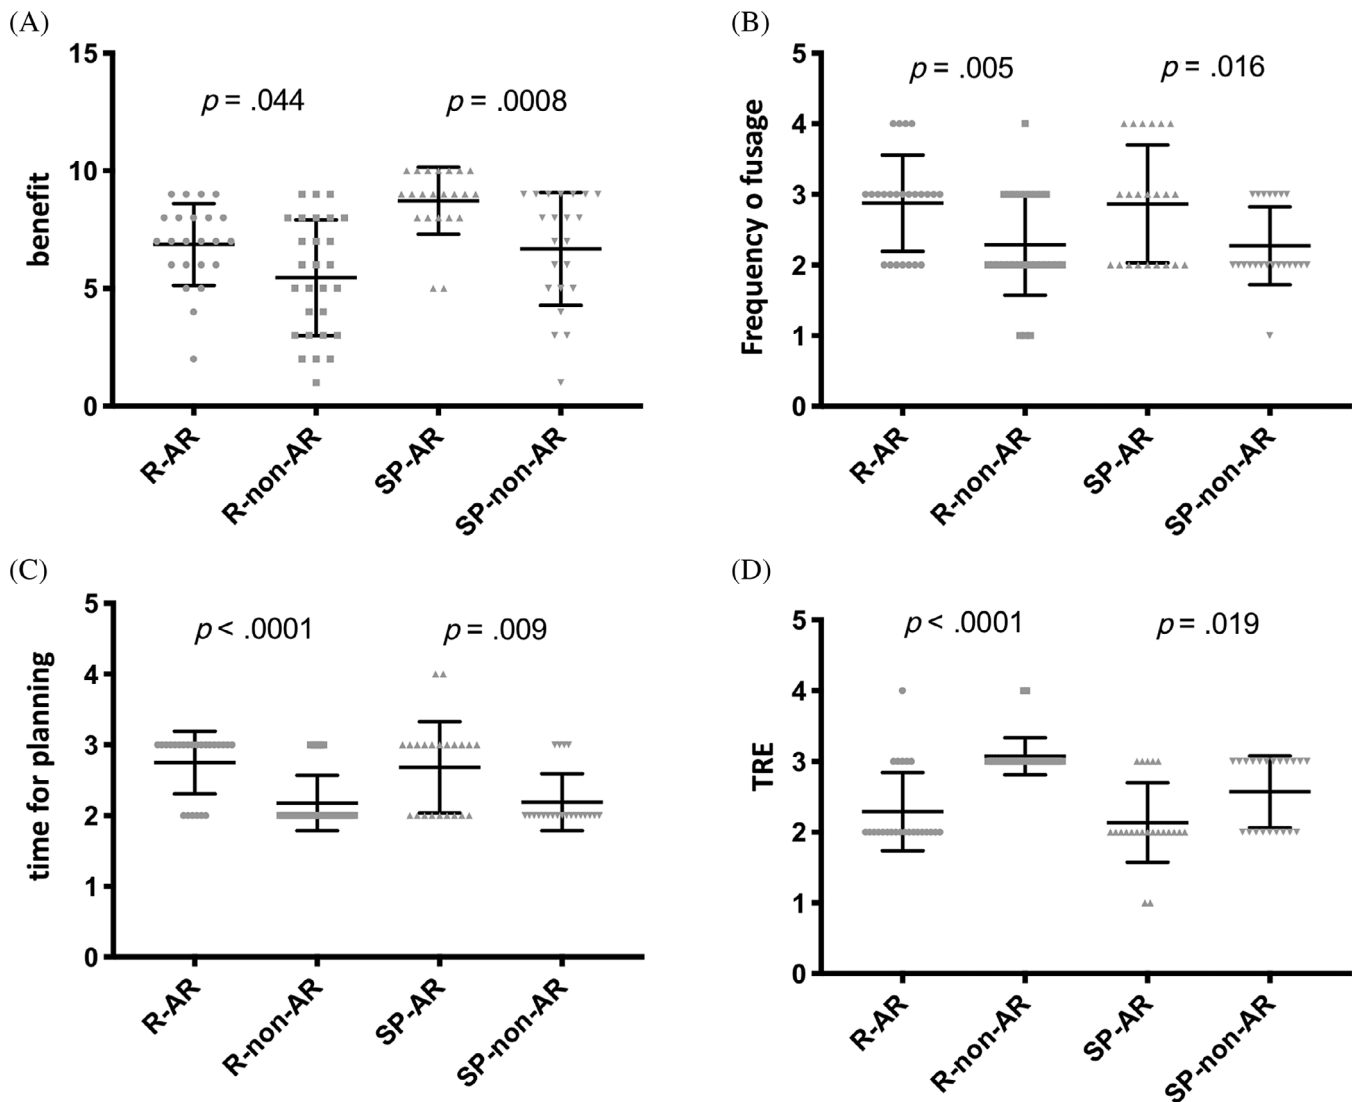 (A)
benefit
15
10
5
0
p = .044
p = .0008
R-AR
R-non-AR
SP-AR
SP-non-AR
(B)
Frequency o fusage
5
4
3
2
1
0
p = .005
p = .016
R-AR
R-non-AR
SP-AR
SP-non-AR
(C)
time for planning
5
4
3
2
1
0
p < .0001
p = .009
R-AR
R-non-AR
SP-AR
SP-non-AR
(D)
TRE
5
4
3
2
1
0
p < .0001
p = .019
R-AR
R-non-AR
SP-AR
SP-non-AR